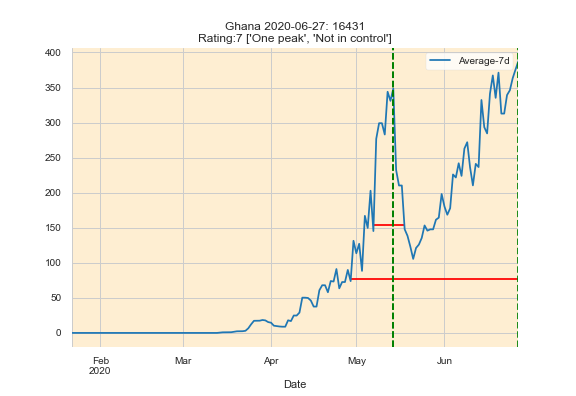 Ghana 2020-06-27: 16431
Rating:7 ['One peak', 'Not in control']
400
Average-7d
350
300
250
200
150
100
50
0
Feb
2020
Mar
Apr
May
Jun
Date